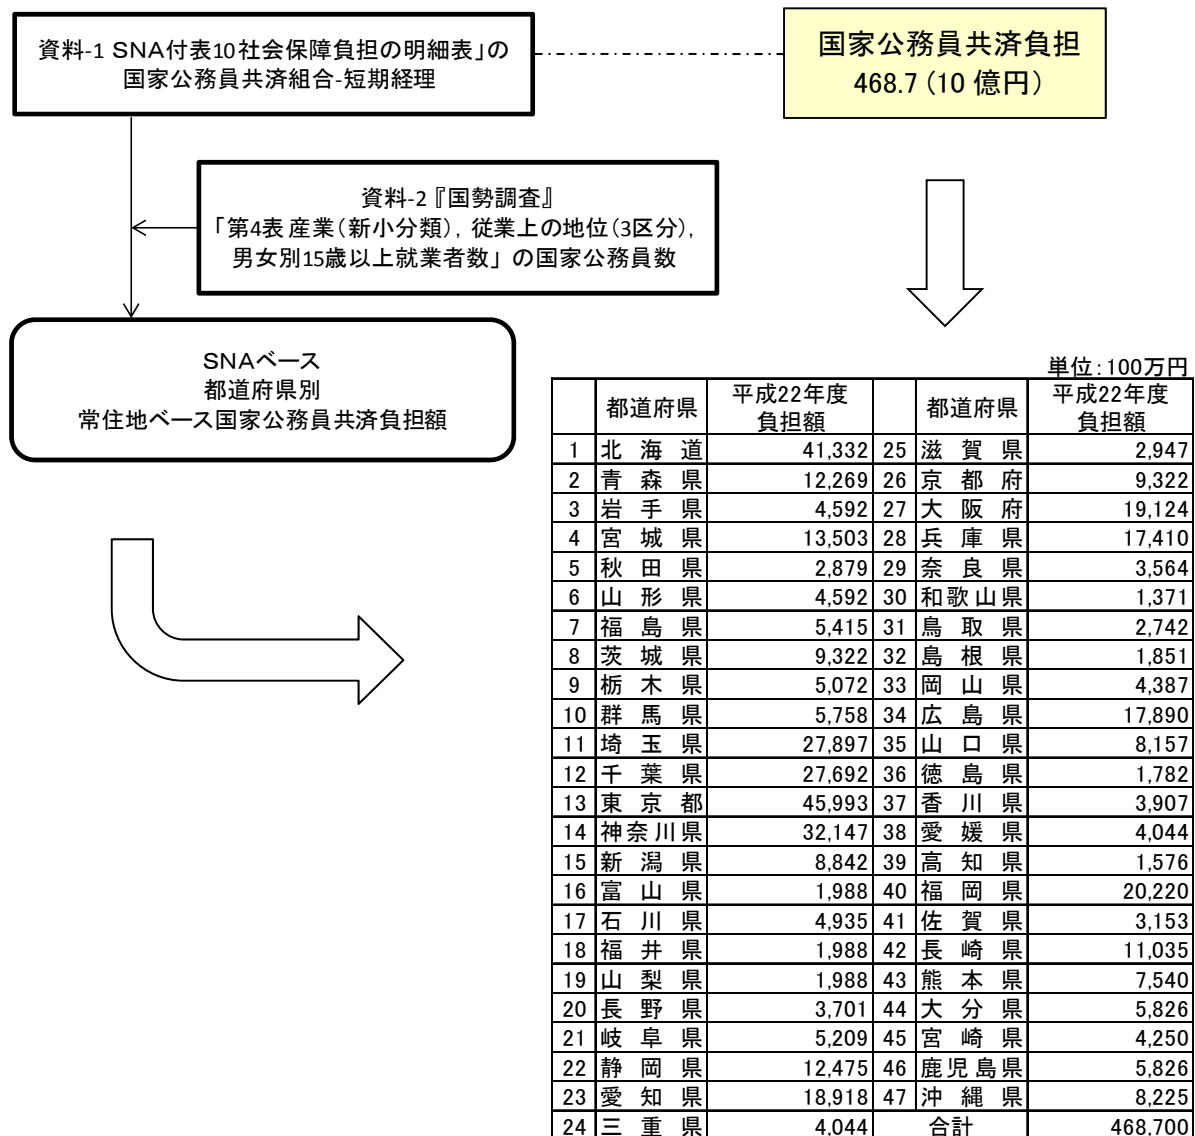 資料-1 SNA付表10社会保障負担の明細表」の
国家公務員共済組合-短期経理
国家公務員共済負担
468.7（10 億円）
資料-2『国勢調査』
「第4表 産業（新小分類），従業上の地位（3区分），
男女別15歳以上就業者数」の国家公務員数
SNAベース
都道府県別
常住地ベース国家公務員共済負担額
単位：100万円
都道府県 平成22年度 負担額 都道府県 平成22年度 負担額
1 北海道 41,332 25 滋賀県 2,947
2 青森県 12,269 26 京都府 9,322
3 岩手県 4,592 27 大阪府 19,124
4 宮城県 13,503 28 兵庫県 17,410
5 秋田県 2,879 29 奈良県 3,564
6 山形県 4,592 30 和歌山県 1,371
7 福島県 5,415 31 鳥取県 2,742
8 茨城県 9,322 32 島根県 1,851
9 栃木県 5,072 33 岡山県 4,387
10 群馬県 5,758 34 広島県 17,890
11 埼玉県 27,897 35 山口県 8,157
12 千葉県 27,692 36 徳島県 1,782
13 東京都 45,993 37 香川県 3,907
14 神奈川県 32,147 38 愛媛県 4,044
15 新潟県 8,842 39 高知県 1,576
16 富山県 1,988 40 福岡県 20,220
17 石川県 4,935 41 佐賀県 3,153
18 福井県 1,988 42 長崎県 11,035
19 山梨県 1,988 43 熊本県 7,540
20 長野県 3,701 44 大分県 5,826
21 岐阜県 5,209 45 宮崎県 4,250
22 静岡県 12,475 46 鹿児島県 5,826
23 愛知県 18,918 47 沖縄県 8,225
24 三重県 4,044 合計 468,700